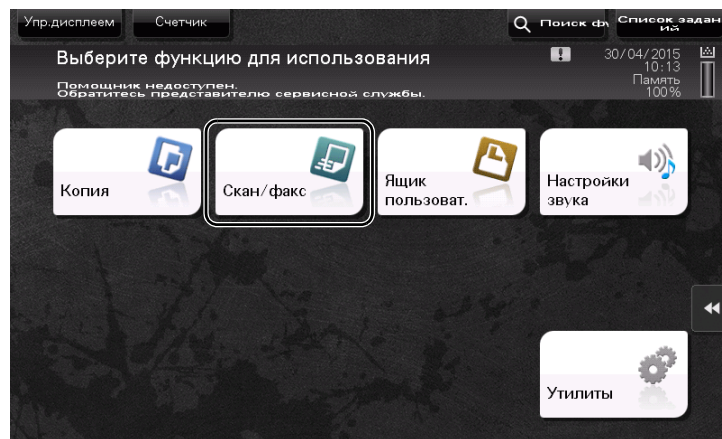 Упр.дисплеем
Счетчик
Поиск фу
Список задан
ий
Выберите функцию для использования
30/04/2015
10:13
Помощник недоступен.
Обратитесь представителю сервисной службы.
Память
100%
Копия
Скан/факс
Ящик
пользоват.
Настройки
звука
Утилиты